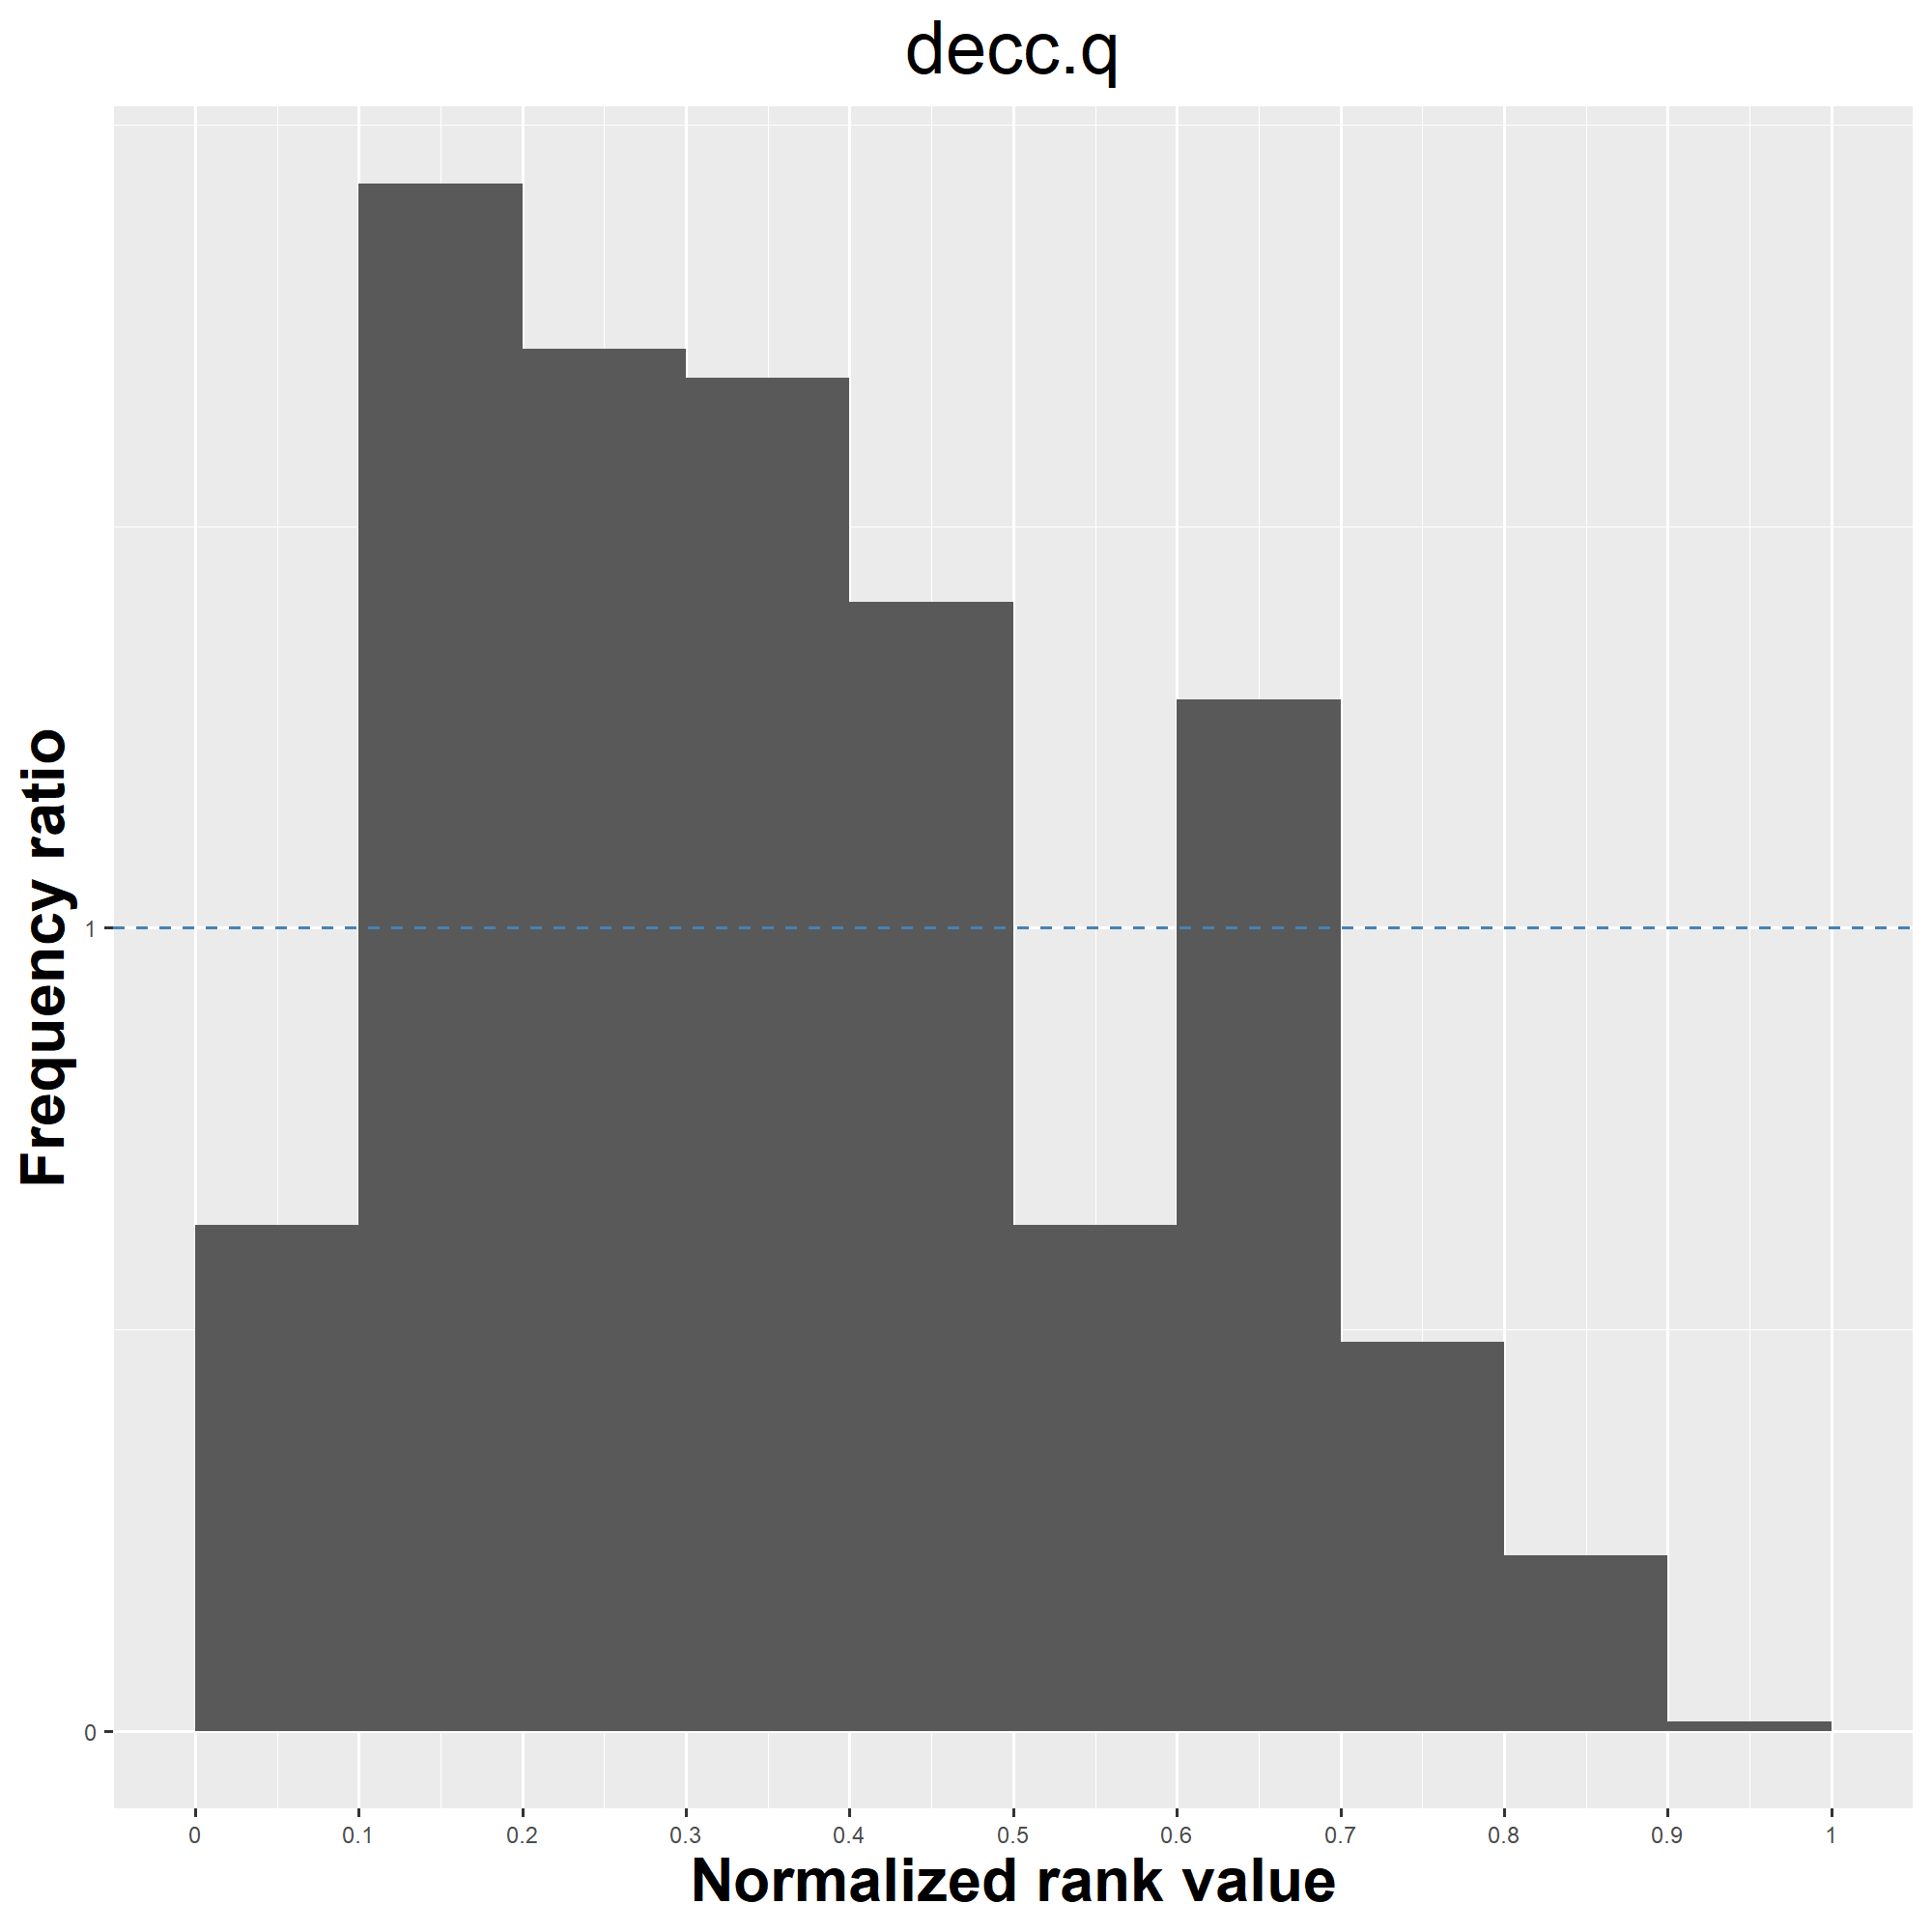 decc.q
Frequency ratio
1
0
0 0.1 0.2 0.3 0.4 0.5 0.6 0.7 0.8 0.9 1
Normalized rank value